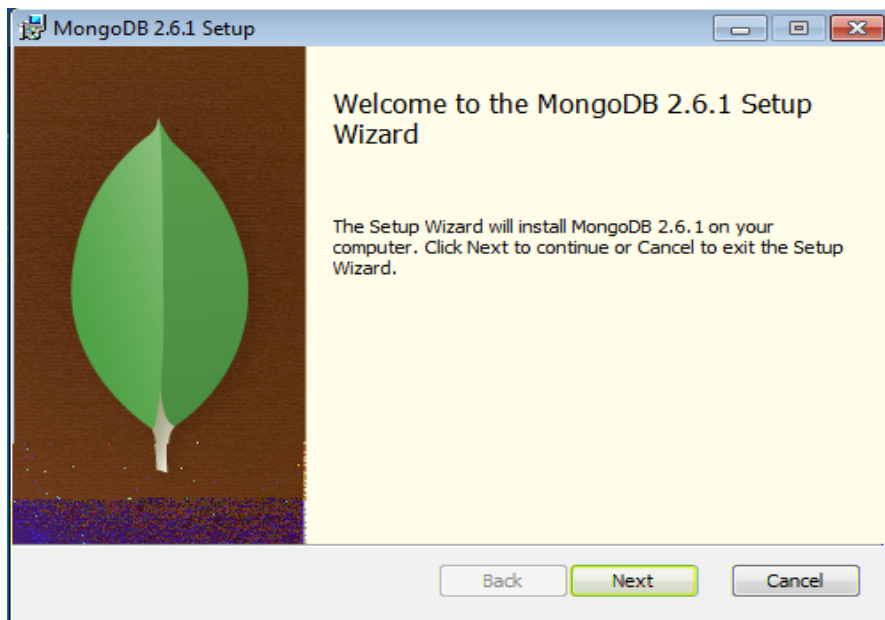 MongoDB 2.6.1 Setup
Welcome to the MongoDB 2.6.1 Setup
Wizard
The Setup Wizard will install MongoDB 2.6.1 on your
computer. Click Next to continue or Cancel to exit the Setup
Wizard.
Back Next Cancel